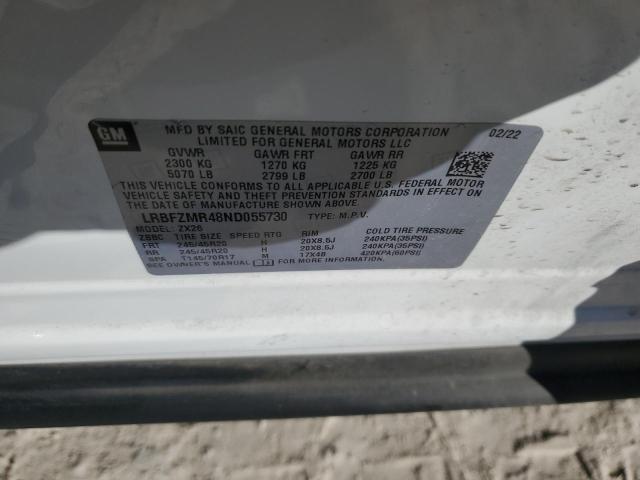 GM
MFD BY SAIC GENERAL MOTORS CORPORATION
LIMITED FOR GENERAL MOTORS LLC
02/22
GVWR GAWR FRT GAWR RR
2300 KG 1270 KG 1225 KG
5070 LB 2799 LB 2700 LB
THIS VEHICLE CONFORMS TO ALL APPLICABLE U.S. FEDERAL MOTOR
VEHICLE SAFETY AND THEFT PREVENTION STANDARDS IN EFFECT ON
THE DATE OF MANUFACTURE SHOWN ABOVE.
LRBFZMR48ND055730 TYPE: M.P.V.
MODEL: ZX26
ZSBC TIRE SIZE SPEED RTG RIM COLD TIRE PRESSURE
FRT 245/45R20 H 20X8.5J 240KPA(35PSI)
RR 245/45R20 H 20X8.5J 240KPA(35PSI)
SPA T145/70R17 M 17X4B 420KPA(60PSI)
SEE OWNER'S MANUAL FOR MORE INFORMATION.